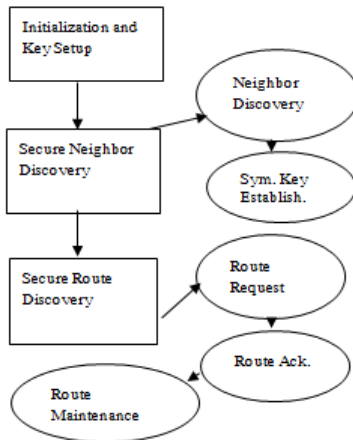 Initialization and
Key Setup
Neighbor
Discovery
Secure Neighbor
Discovery
Sym. Key
Establish.
Secure Route
Discovery
Route
Request
Route Ack.
Route
Maintenance